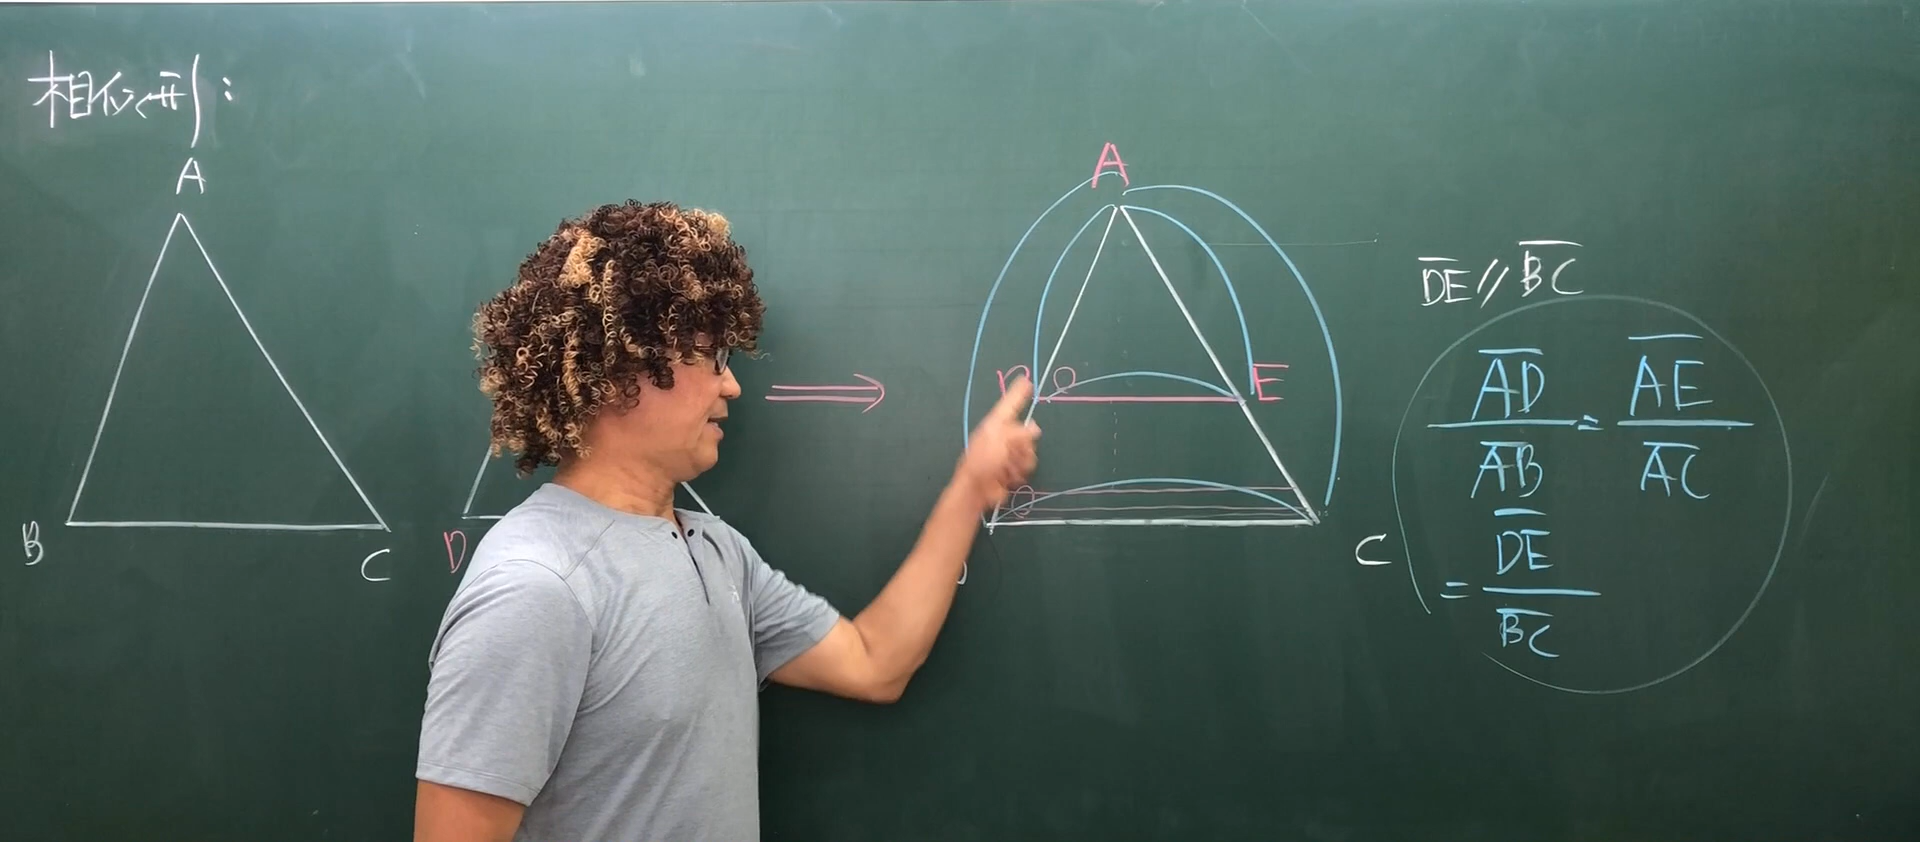 相似形:
A
B
C
D
A
D
E
C
DE // BC
AD/AB = AE/AC
= DE/BC